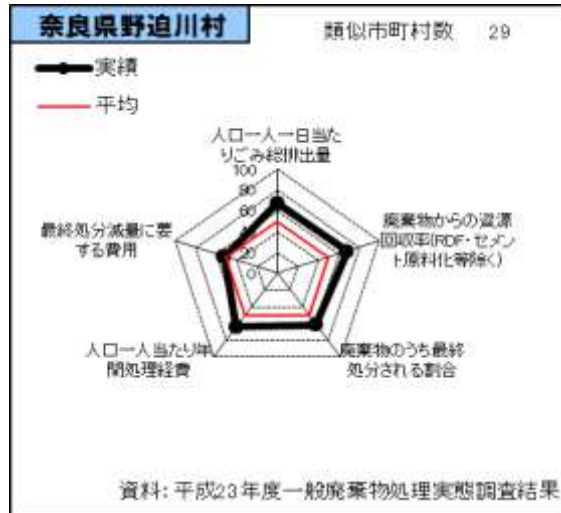 奈良県野迫川村
類似市町村数 29
実績
平均
人口一人一日当た
りごみ総排出量
100
80
60
40
20
0
廃棄物からの資源
回収率(RDF・セメン
ト原料化等除く)
廃棄物のうち最終
処分される割合
人口一人当たり年
間処理経費
最終処分減量に要
する費用
資料：平成23年度一般廃棄物処理実態調査結果